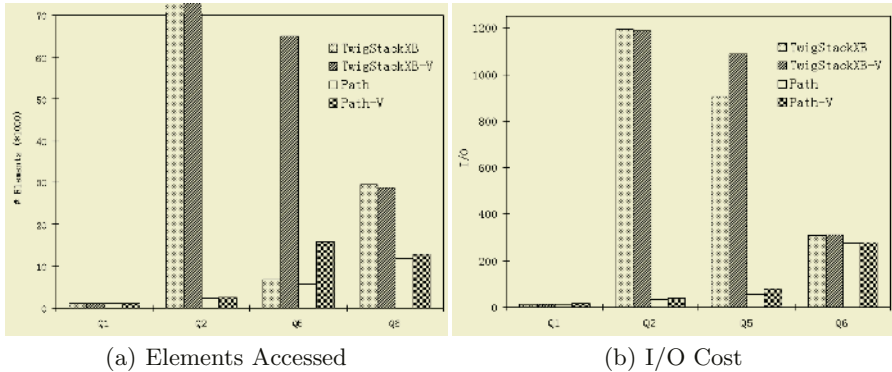 70
60
50
40
30
20
10
0
# Elements (*1000)
TwigStackXB
TwigStackXB-V
Path
Path-V
Q1 Q2 Q5
1200
1000
800
600
400
200
0
I/O
TwigStackXB
TwigStackXB-V
Path
Path-V
Q1 Q2 Q5 Q6
(a) Elements Accessed
(b) I/O Cost